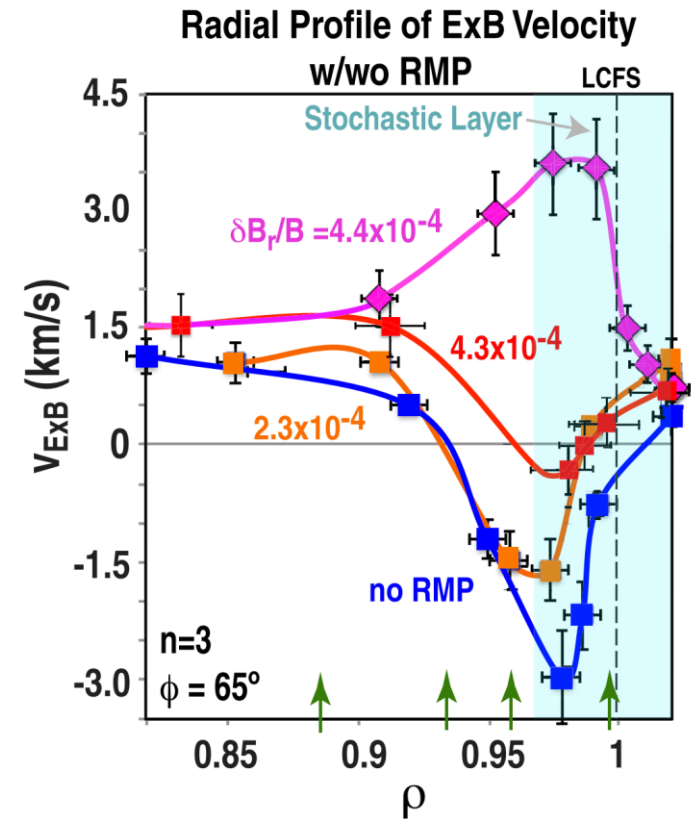 Radial Profile of ExB Velocity
w/wo RMP
LCFS
Stochastic Layer
δBr/B =4.4x10-4
4.3x10-4
2.3x10-4
no RMP
n=3
ϕ = 65º
vExB (km/s)
4.5
3.0
1.5
0
-1.5
-3.0
0.85 0.9 0.95 1
ρ